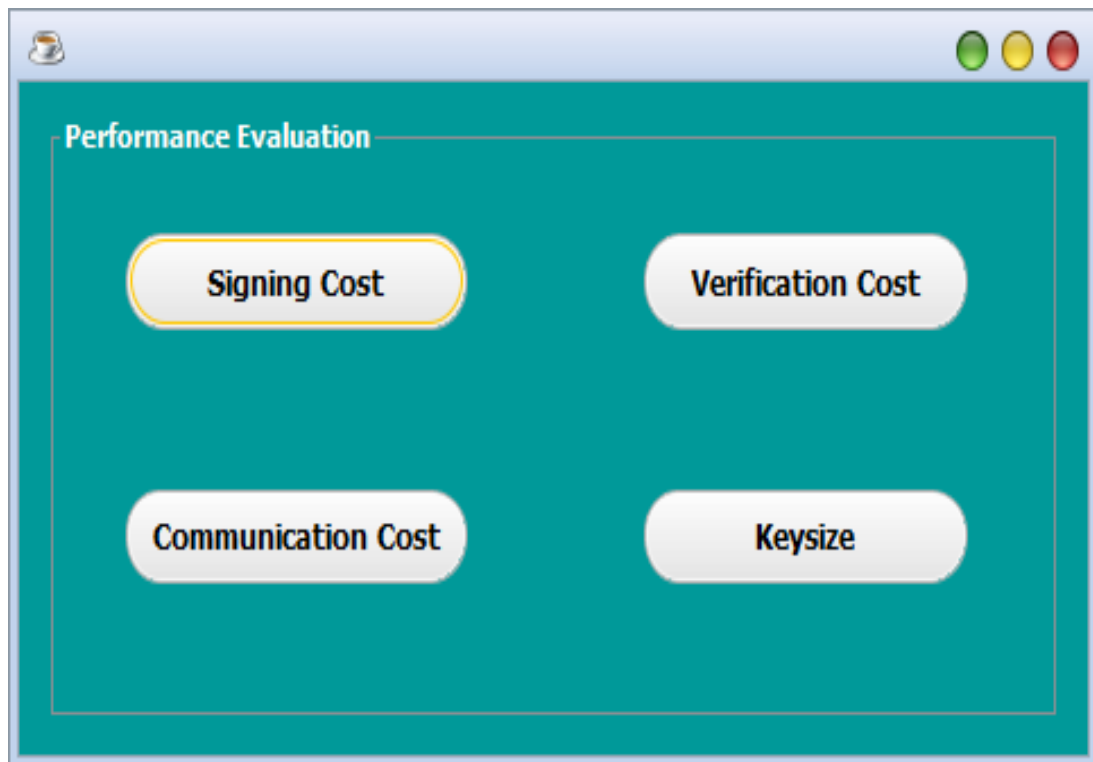 Performance Evaluation
Signing Cost
Verification Cost
Communication Cost
Keysize